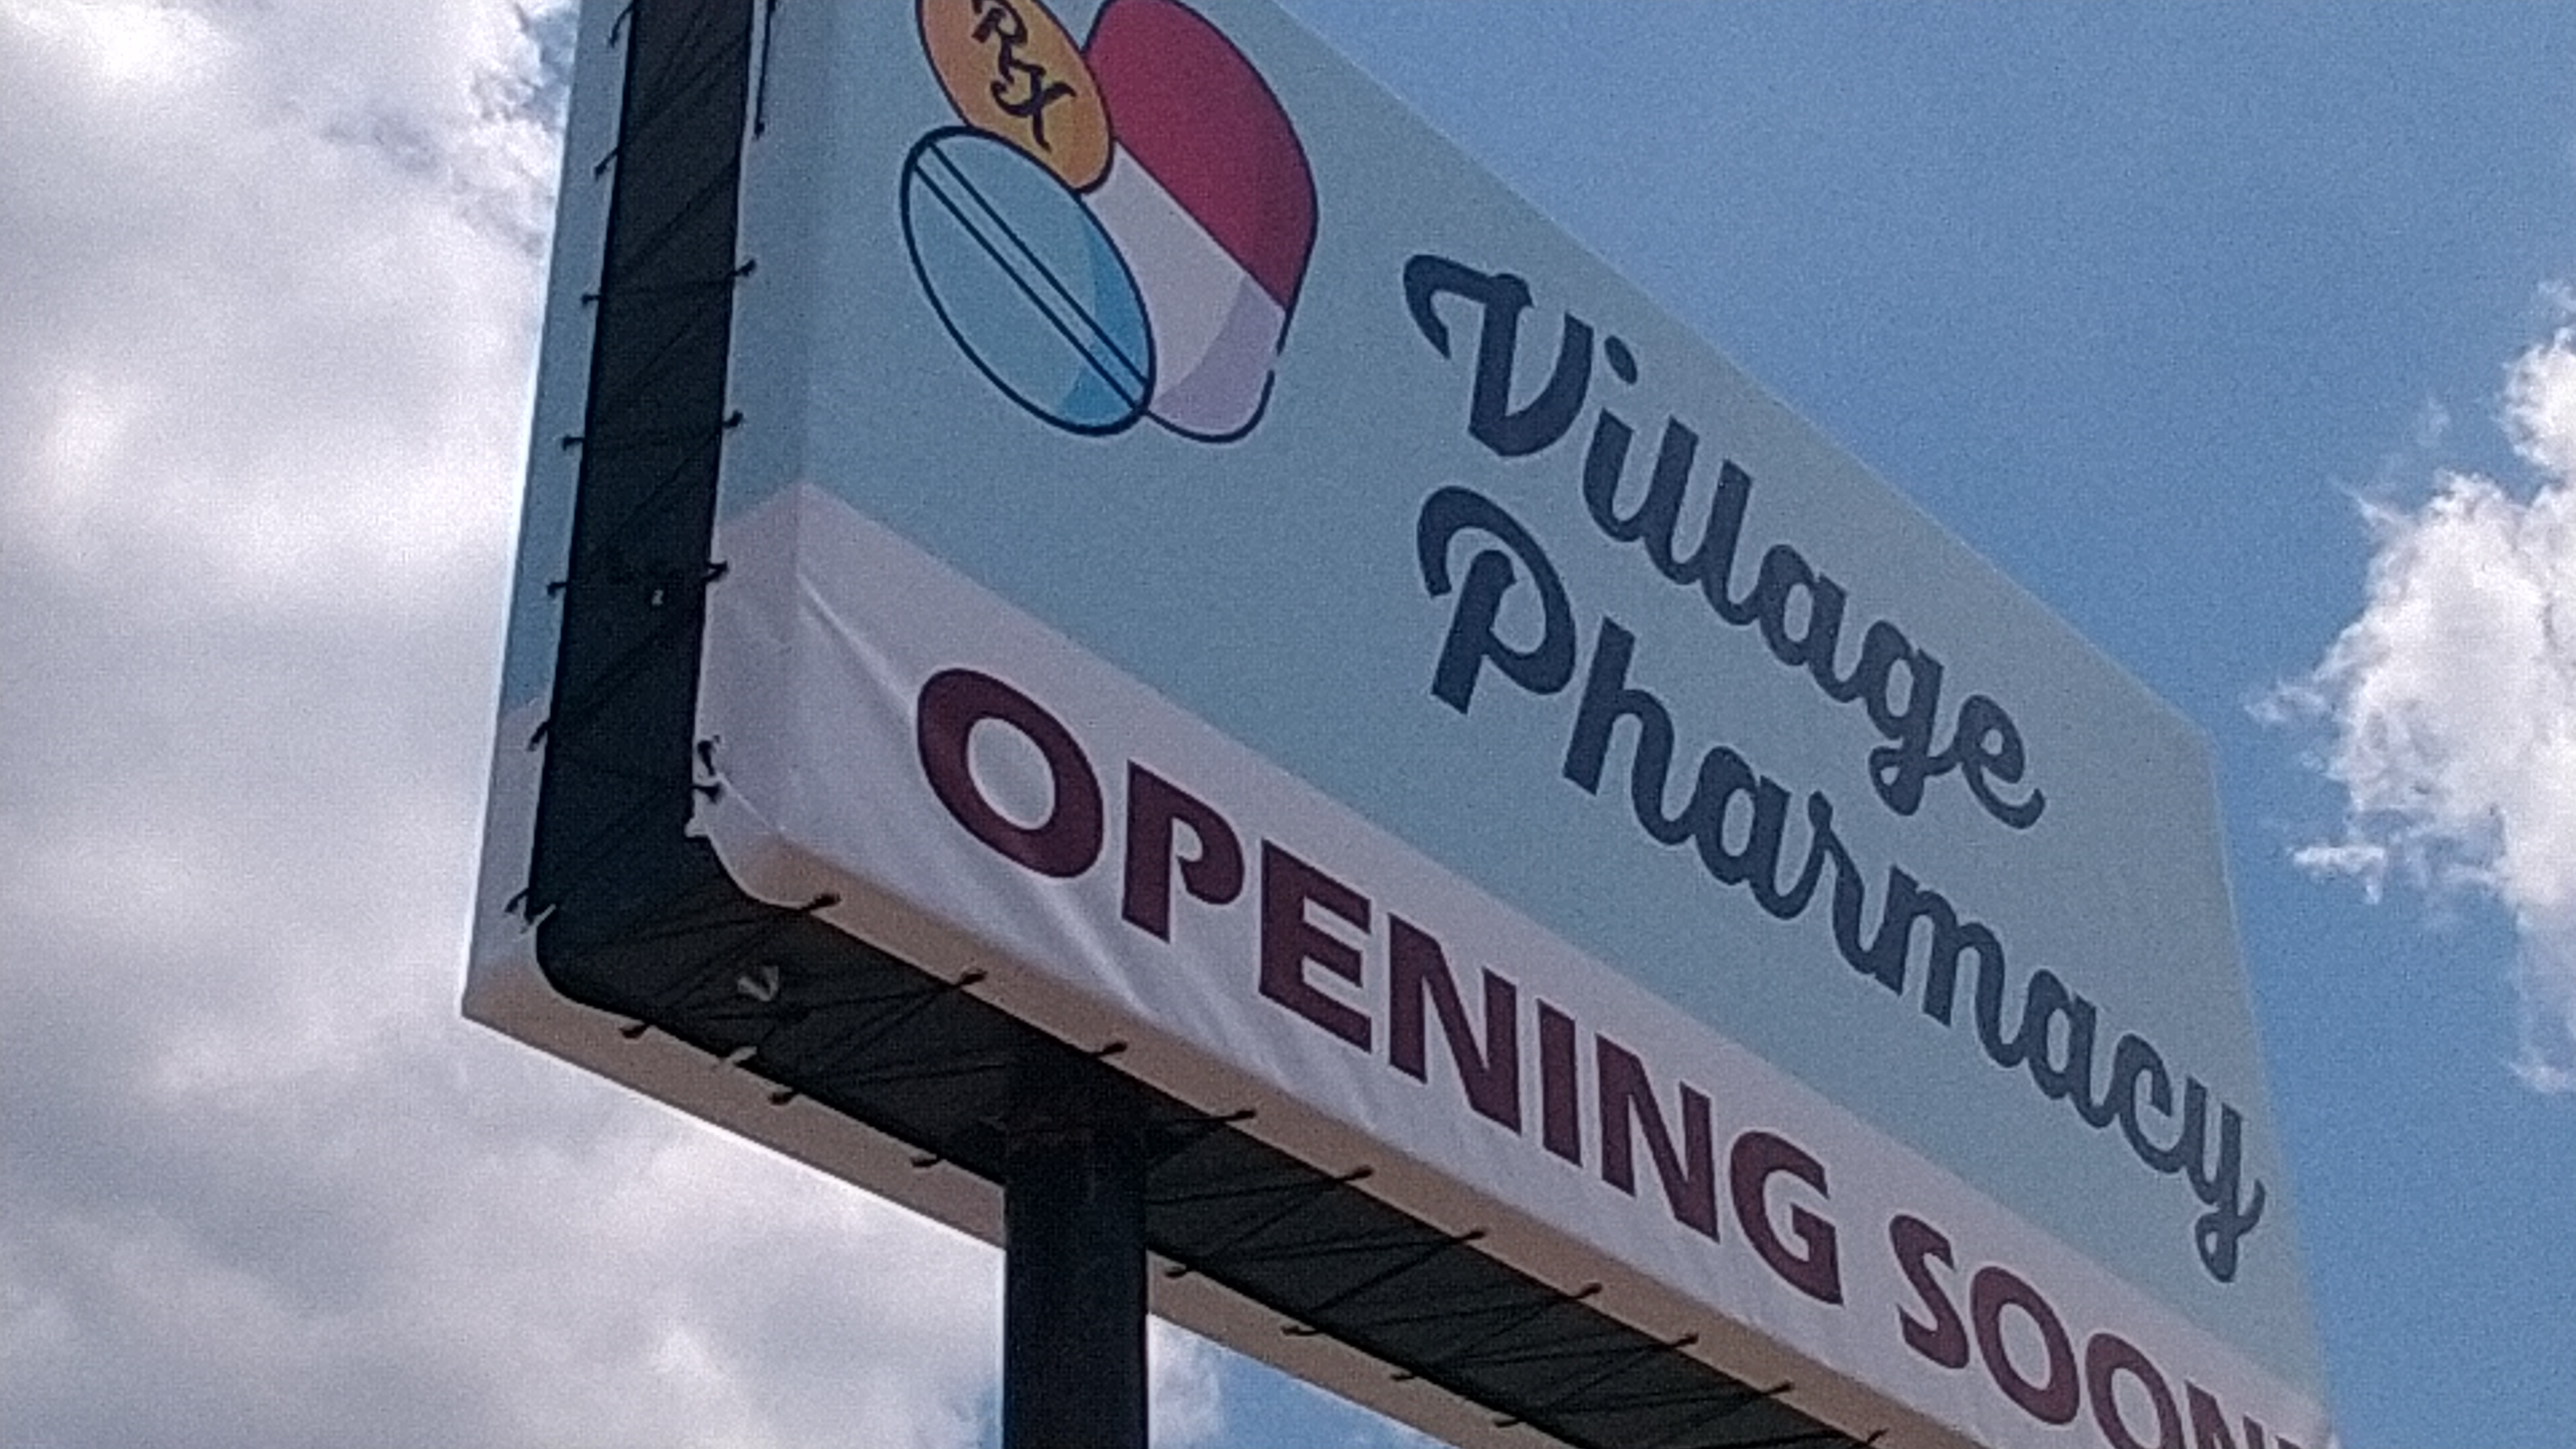 RX
Village
Pharmacy
OPENING SOON